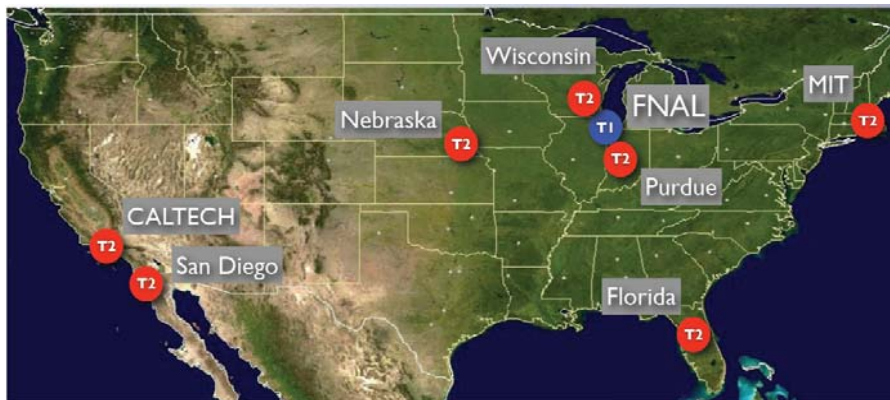 Wisconsin
T2
FNAL
T1
MIT
T2
Nebraska
T2
T2
Purdue
CALTECH
T2
San Diego
T2
Florida
T2